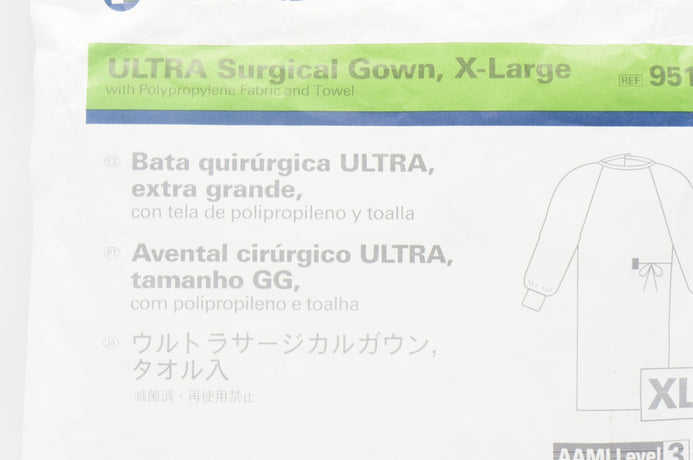 ULTRA Surgical Gown, X-Large
with Polypropylene Fabric and Towel
REF 951
ES Bata quirúrgica ULTRA,
extra grande,
con tela de polipropileno y toalla
PT Avental cirúrgico ULTRA,
tamanho GG,
com polipropileno e toalha
JA ウルトラサージカルガウン,
タオル入
滅菌済・再使用禁止
XL
AAMI Level 3